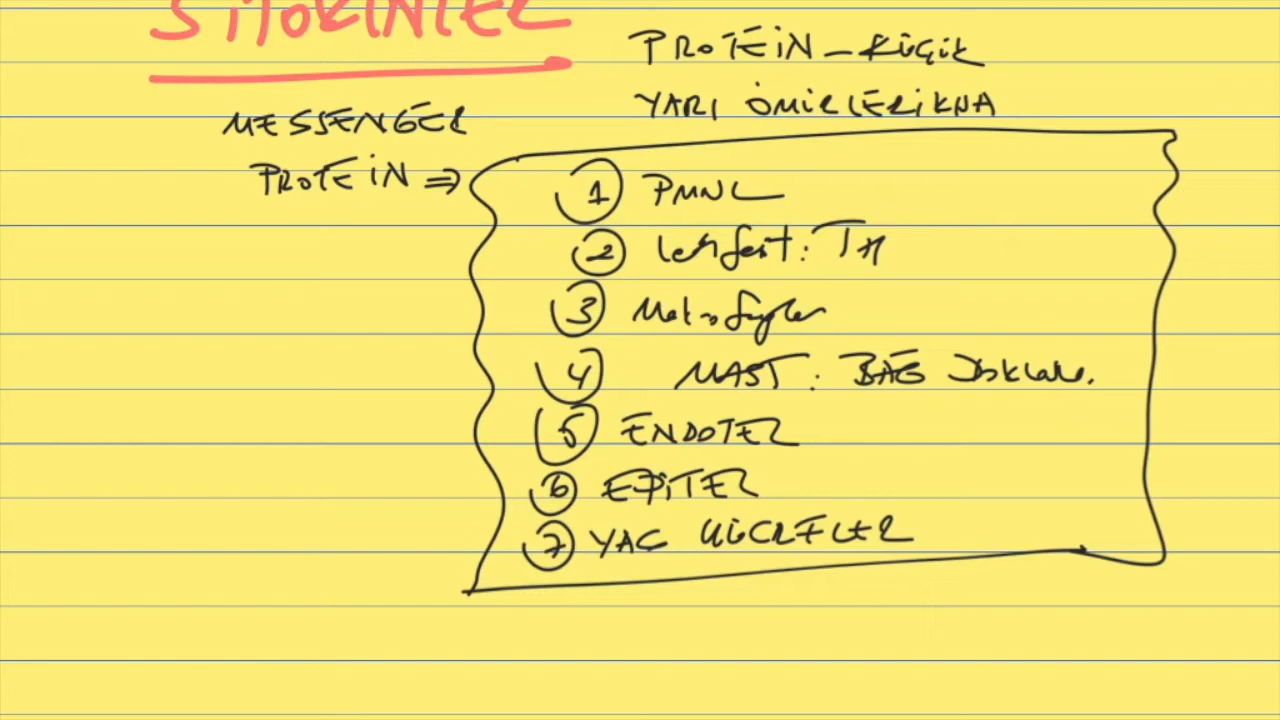 SİTOKİNLER
PROTEİN – KÜÇÜK
YARI ÖMÜRLERİ KISA
MESSENGER
PROTEİN ⇒
1 PMNL
2 Lenfosit: TH
3 Makrofajlar
4 MAST: BAĞ Dokuları.
5 ENDOTEL
6 EPİTEL
7 YAĞ HÜCRELER